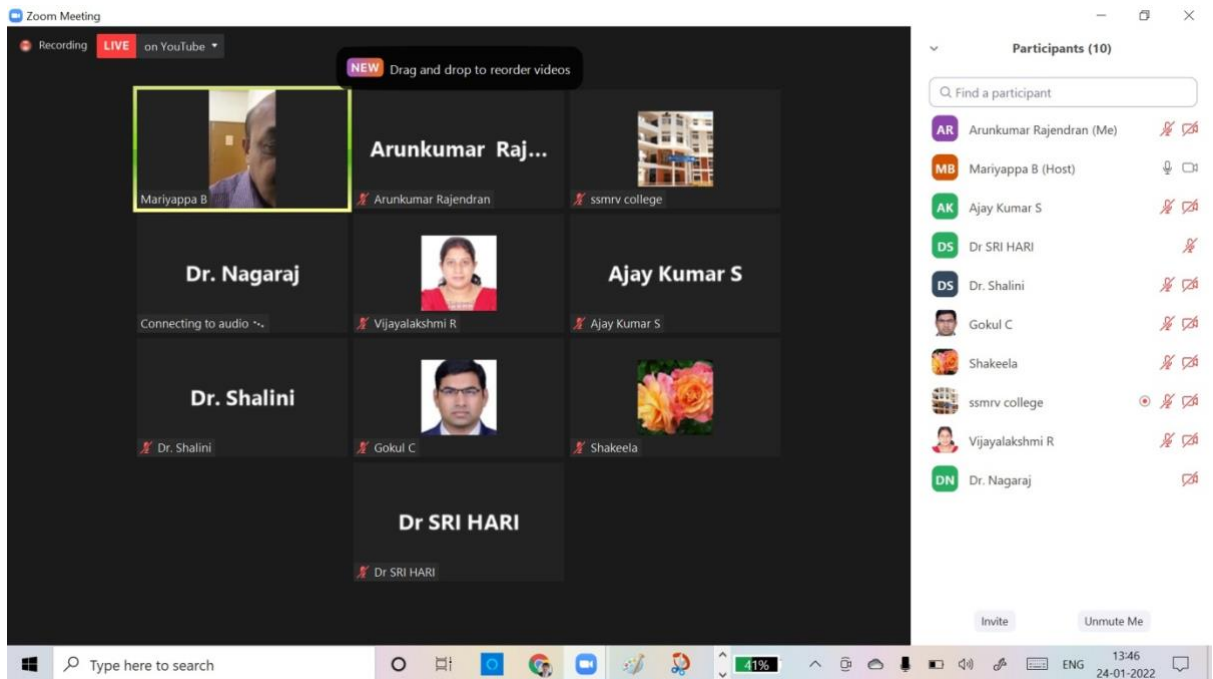 Zoom Meeting
Recording LIVE on YouTube
NEW Drag and drop to reorder videos
Mariyappa B
Arunkumar Raj...
Arunkumar Rajendran
ssmrv college
Dr. Nagaraj
Connecting to audio
Vijayalakshmi R
Ajay Kumar S
Ajay Kumar S
Dr. Shalini
Dr. Shalini
Gokul C
Shakeela
Dr SRI HARI
Dr SRI HARI
Participants (10)
Find a participant
AR Arunkumar Rajendran (Me)
MB Mariyappa B (Host)
AK Ajay Kumar S
DS Dr SRI HARI
DS Dr. Shalini
Gokul C
Shakeela
ssmrv college
Vijayalakshmi R
DN Dr. Nagaraj
Invite Unmute Me
Type here to search
41%
ENG
13:46
24-01-2022